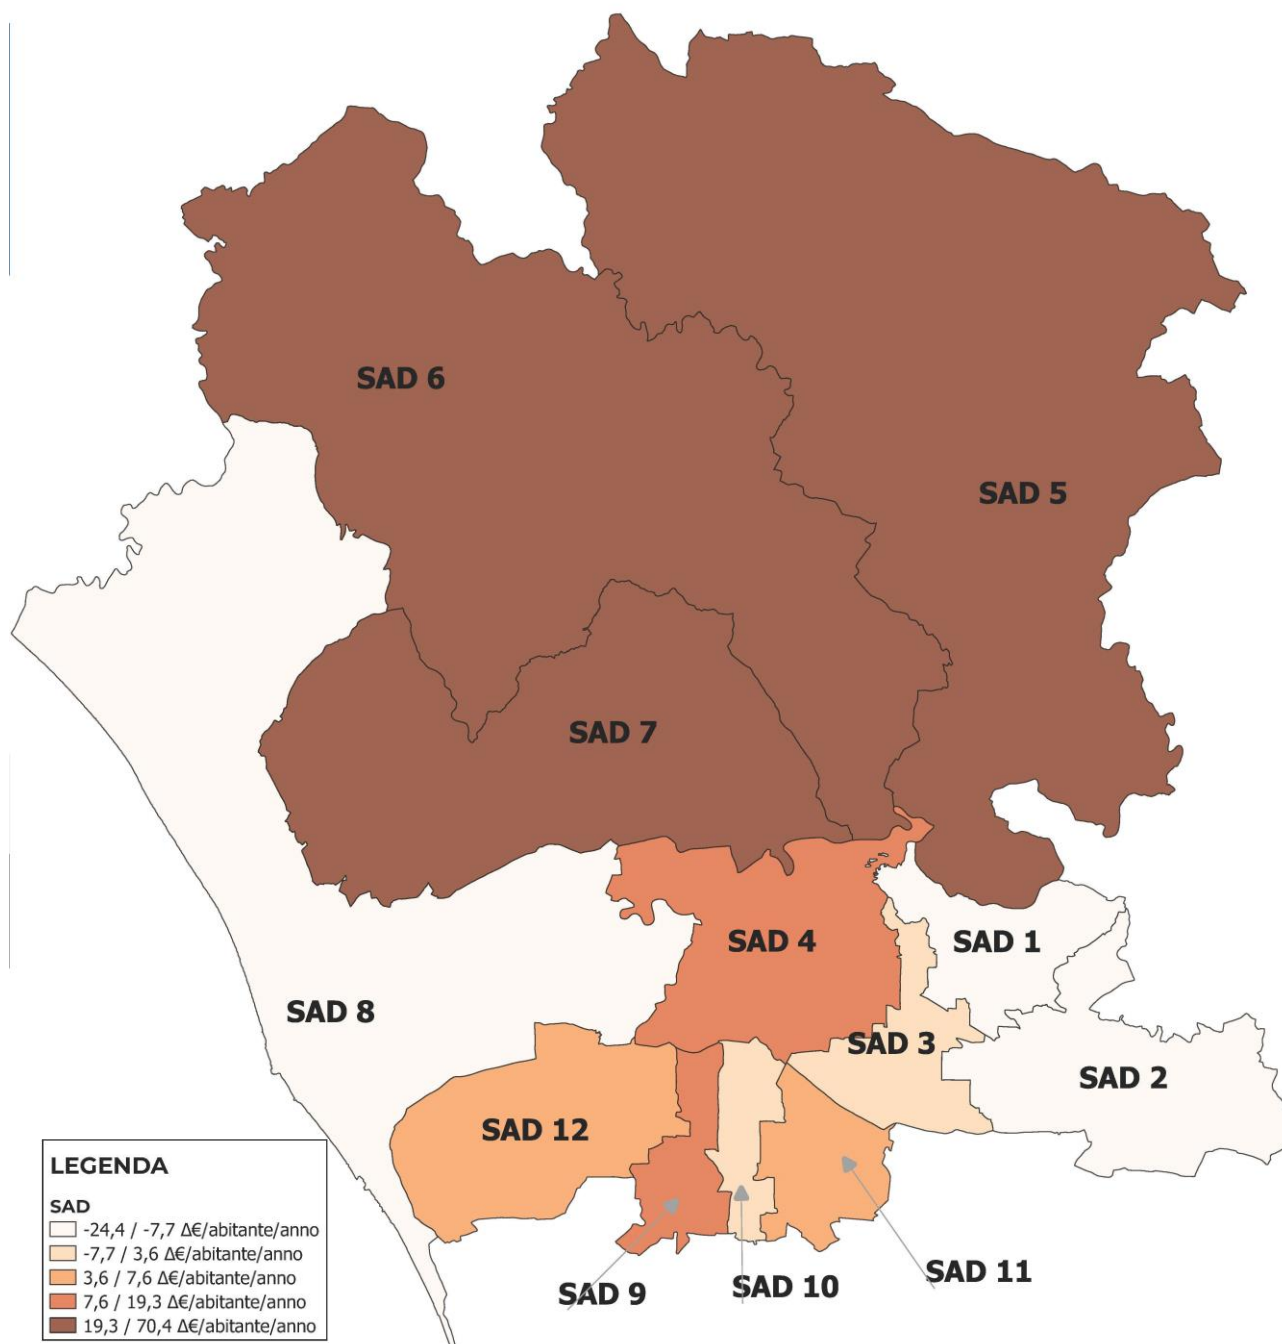 SAD 6
SAD 5
SAD 7
SAD 4
SAD 1
SAD 8
SAD 3
SAD 2
SAD 12
SAD 11
SAD 9
SAD 10
LEGENDA
SAD
-24,4 / -7,7 Δ€/abitante/anno
-7,7 / 3,6 Δ€/abitante/anno
3,6 / 7,6 Δ€/abitante/anno
7,6 / 19,3 Δ€/abitante/anno
19,3 / 70,4 Δ€/abitante/anno